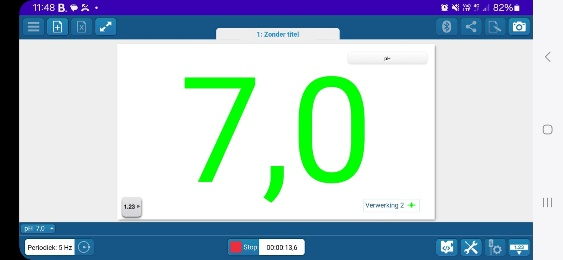 11:48 B.
82%
1: Zonder titel
pH
7,0
1.23
Verwerking 2
pH 7,0
Periodiek: 5 Hz
Stop
00:00:13,6